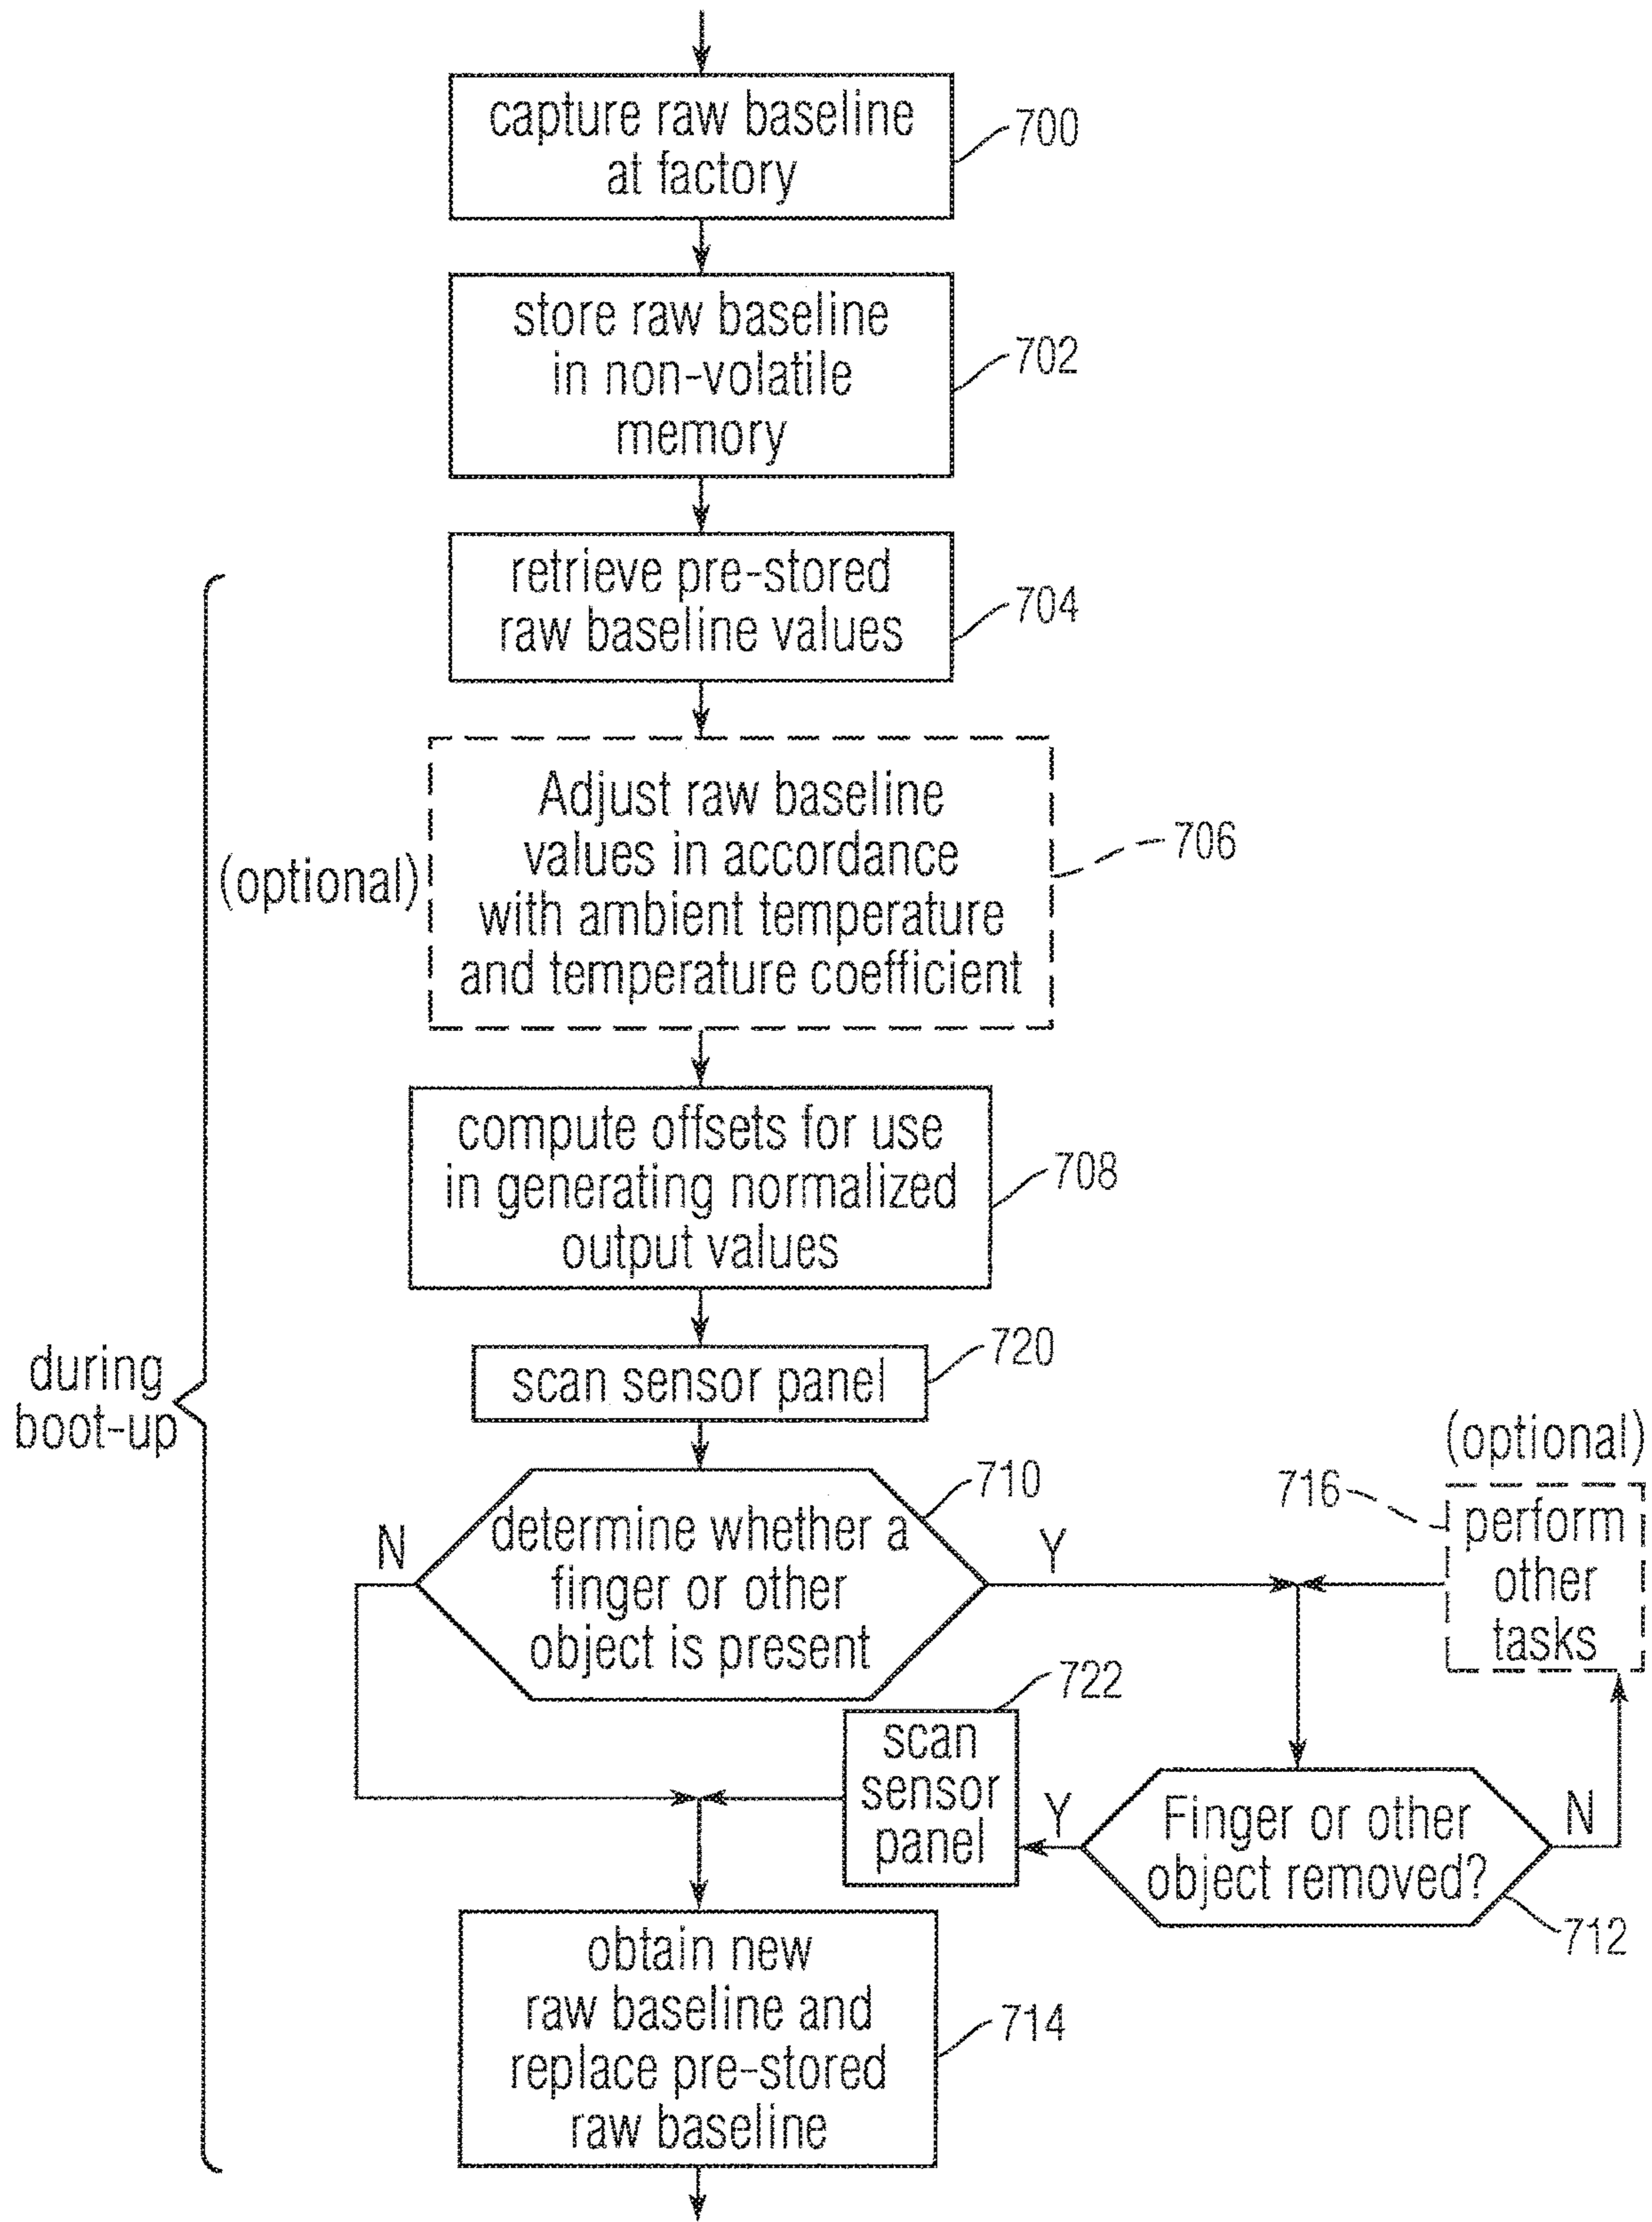 capture raw baseline
at factory
700
store raw baseline
in non-volatile
memory
702
retrieve pre-stored
raw baseline values
704
(optional)
Adjust raw baseline
values in accordance
with ambient temperature
and temperature coefficient
706
compute offsets for use
in generating normalized
output values
708
during
boot-up
scan sensor panel
720
determine whether a
finger or other
object is present
710
N
Y
(optional)
716
perform
other
tasks
722
scan
sensor
panel
Y
Finger or other
object removed?
N
712
obtain new
raw baseline and
replace pre-stored
raw baseline
714